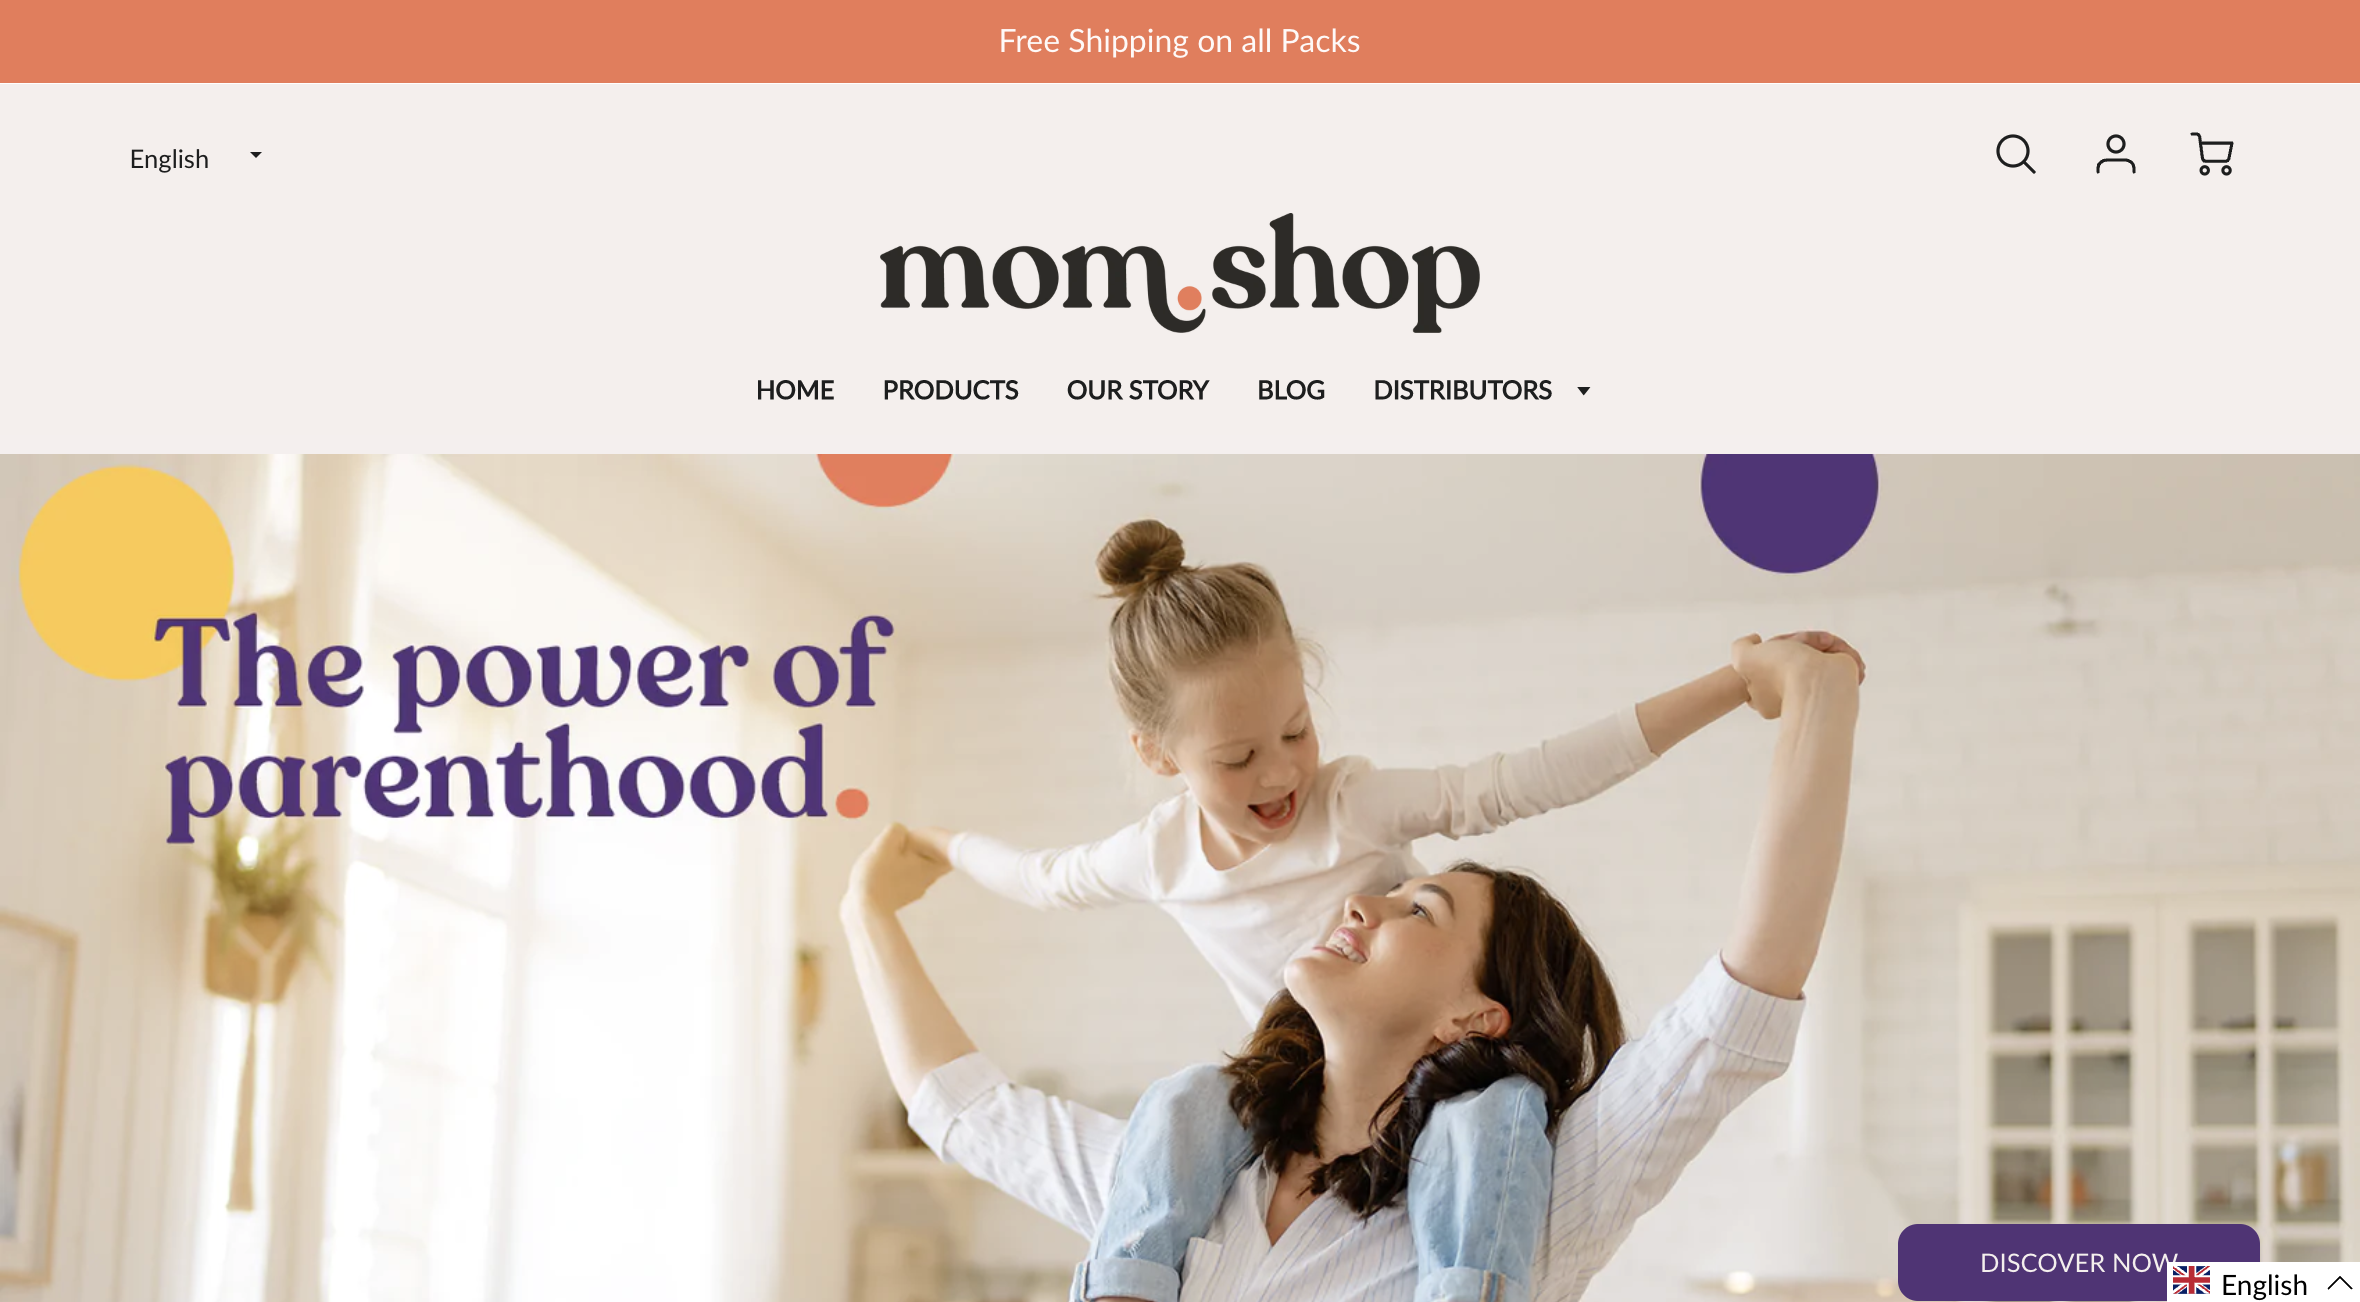 Free Shipping on all Packs
English
mom.shop
HOME PRODUCTS OUR STORY BLOG DISTRIBUTORS
The power of
parenthood.
DISCOVER NOW
English